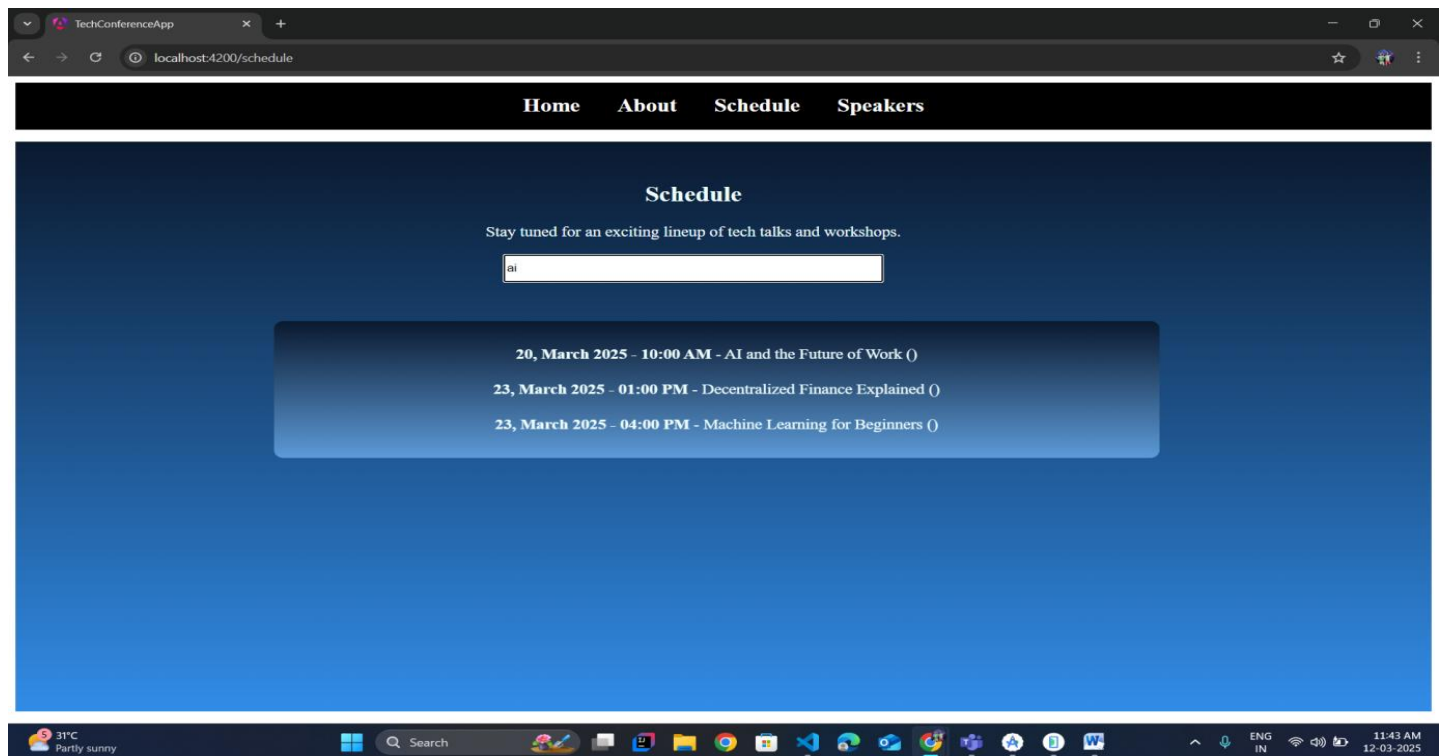 TechConferenceApp
localhost:4200/schedule
Home About Schedule Speakers
Schedule
Stay tuned for an exciting lineup of tech talks and workshops.
ai
20, March 2025 - 10:00 AM - AI and the Future of Work ()
23, March 2025 - 01:00 PM - Decentralized Finance Explained ()
23, March 2025 - 04:00 PM - Machine Learning for Beginners ()
5
31°C
Partly sunny
Search
ENG
IN
11:43 AM
12-03-2025